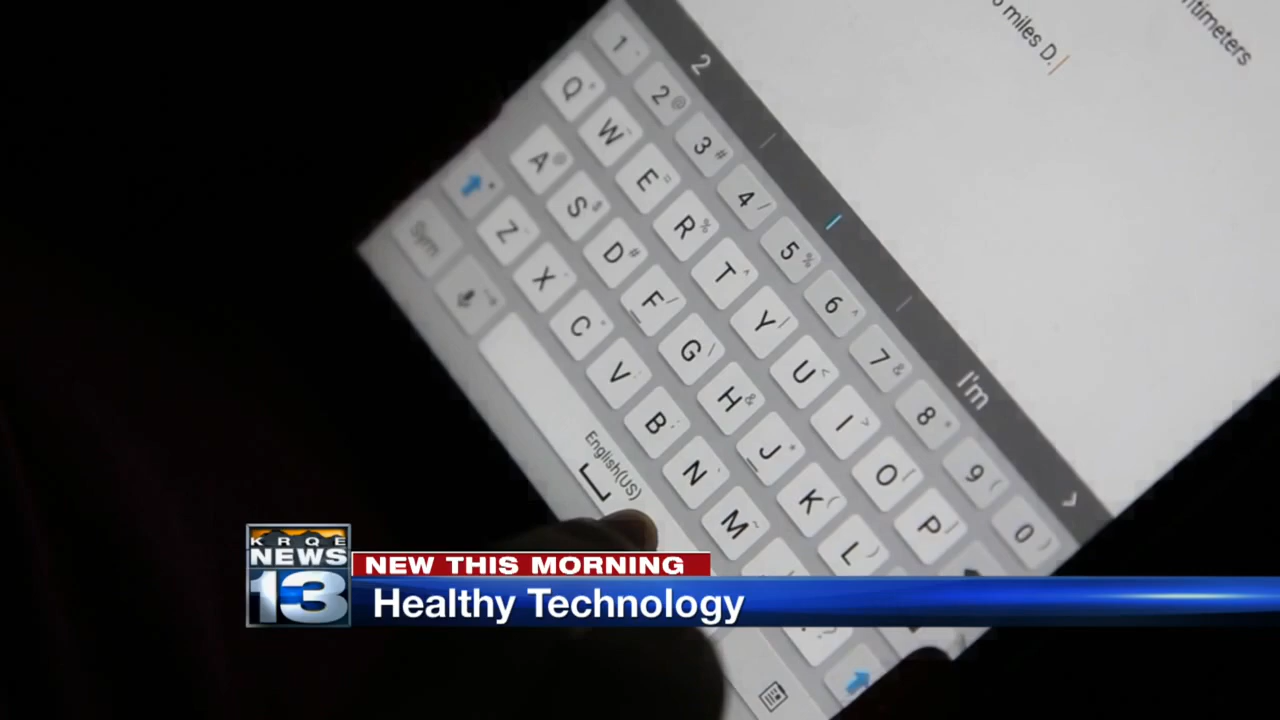 timeters
miles D.
2
I'm
1 2 @ 3 # 4 / 5 % 6 ^ 7 & 8 * 9 ( 0 )
Q W E R % T ^ Y U < I > O [ P ]
A @ S $ D # F / G H & J * K ( L )
Z X C V B N M ~
?
Sym
English(US)
KRQE
NEWS
13
NEW THIS MORNING
Healthy Technology